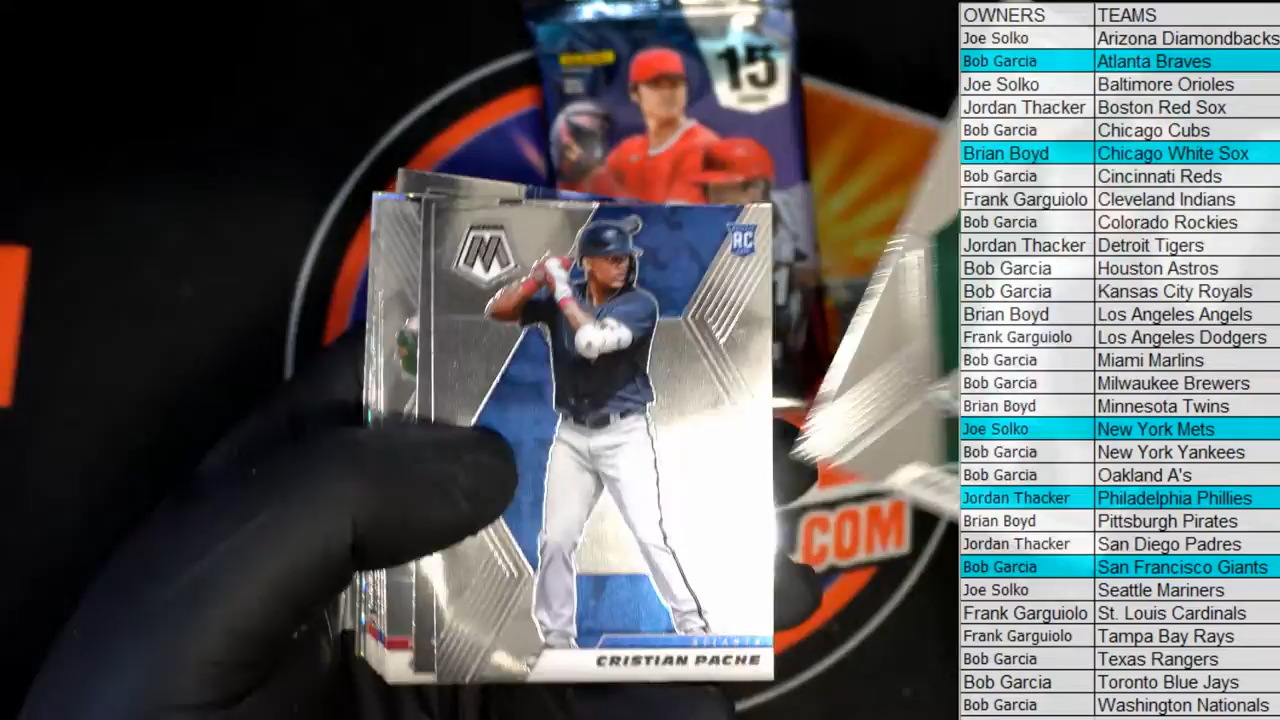 OWNERS TEAMS
Joe Solko Arizona Diamondbacks
Bob Garcia Atlanta Braves
Joe Solko Baltimore Orioles
Jordan Thacker Boston Red Sox
Bob Garcia Chicago Cubs
Brian Boyd Chicago White Sox
Bob Garcia Cincinnati Reds
Frank Garguiolo Cleveland Indians
Bob Garcia Colorado Rockies
Jordan Thacker Detroit Tigers
Bob Garcia Houston Astros
Bob Garcia Kansas City Royals
Brian Boyd Los Angeles Angels
Frank Garguiolo Los Angeles Dodgers
Bob Garcia Miami Marlins
Bob Garcia Milwaukee Brewers
Brian Boyd Minnesota Twins
Joe Solko New York Mets
Bob Garcia New York Yankees
Bob Garcia Oakland A's
Jordan Thacker Philadelphia Phillies
Brian Boyd Pittsburgh Pirates
Jordan Thacker San Diego Padres
Bob Garcia San Francisco Giants
Joe Solko Seattle Mariners
Frank Garguiolo St. Louis Cardinals
Frank Garguiolo Tampa Bay Rays
Bob Garcia Texas Rangers
Bob Garcia Toronto Blue Jays
Bob Garcia Washington Nationals
15
M
RC
ATLANTA
CRISTIAN PACHE
.COM